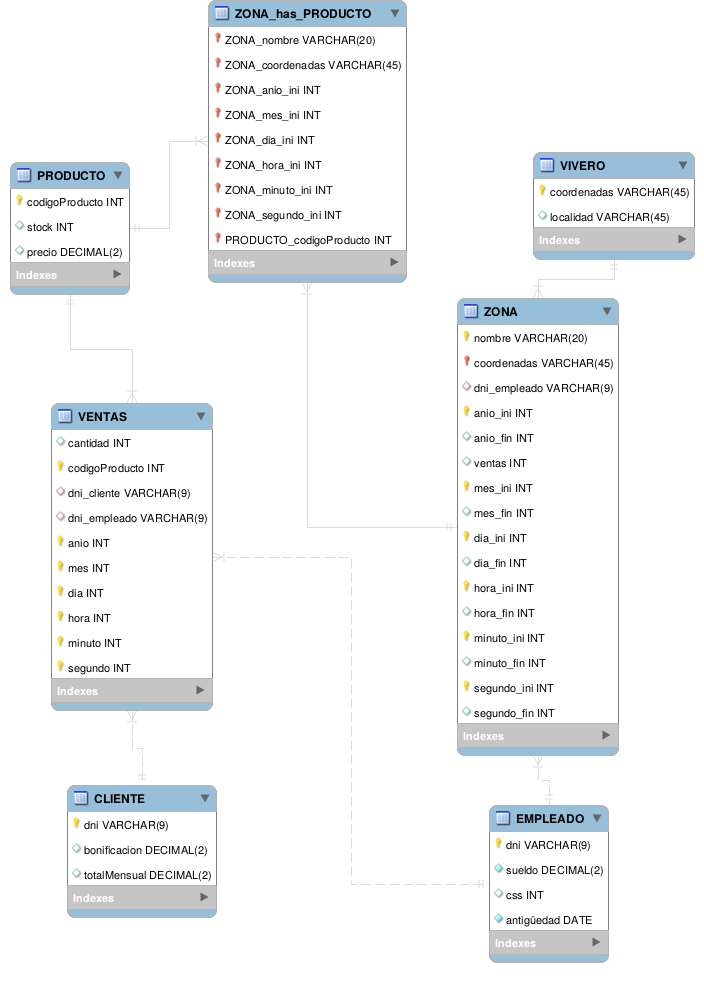 ZONA_has_PRODUCTO
ZONA_nombre VARCHAR(20)
ZONA_coordenadas VARCHAR(45)
ZONA_anio_ini INT
ZONA_mes_ini INT
ZONA_dia_ini INT
ZONA_hora_ini INT
ZONA_minuto_ini INT
ZONA_segundo_ini INT
PRODUCTO_codigoProducto INT
Indexes
PRODUCTO
codigoProducto INT
stock INT
precio DECIMAL(2)
Indexes
VIVERO
coordenadas VARCHAR(45)
localidad VARCHAR(45)
Indexes
ZONA
nombre VARCHAR(20)
coordenadas VARCHAR(45)
dni_empleado VARCHAR(9)
anio_ini INT
anio_fin INT
ventas INT
mes_ini INT
mes_fin INT
dia_ini INT
dia_fin INT
hora_ini INT
hora_fin INT
minuto_ini INT
minuto_fin INT
segundo_ini INT
segundo_fin INT
Indexes
VENTAS
cantidad INT
codigoProducto INT
dni_cliente VARCHAR(9)
dni_empleado VARCHAR(9)
anio INT
mes INT
dia INT
hora INT
minuto INT
segundo INT
Indexes
CLIENTE
dni VARCHAR(9)
bonificacion DECIMAL(2)
totalMensual DECIMAL(2)
Indexes
EMPLEADO
dni VARCHAR(9)
sueldo DECIMAL(2)
css INT
antigüedad DATE
Indexes